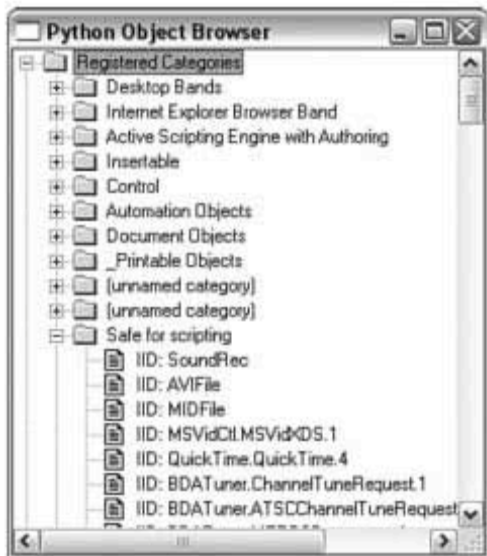 Python Object Browser
Registered Categories
Desktop Bands
Internet Explorer Browser Band
Active Scripting Engine with Authoring
Insertable
Control
Automation Objects
Document Objects
_Printable Objects
(unnamed category)
(unnamed category)
Safe for scripting
IID: SoundRec
IID: AVIFile
IID: MIDFile
IID: MSVidCtl.MSVidXDS.1
IID: QuickTime.QuickTime.4
IID: BDATuner.ChannelTuneRequest.1
IID: BDATuner.ATSCChannelTuneRequest